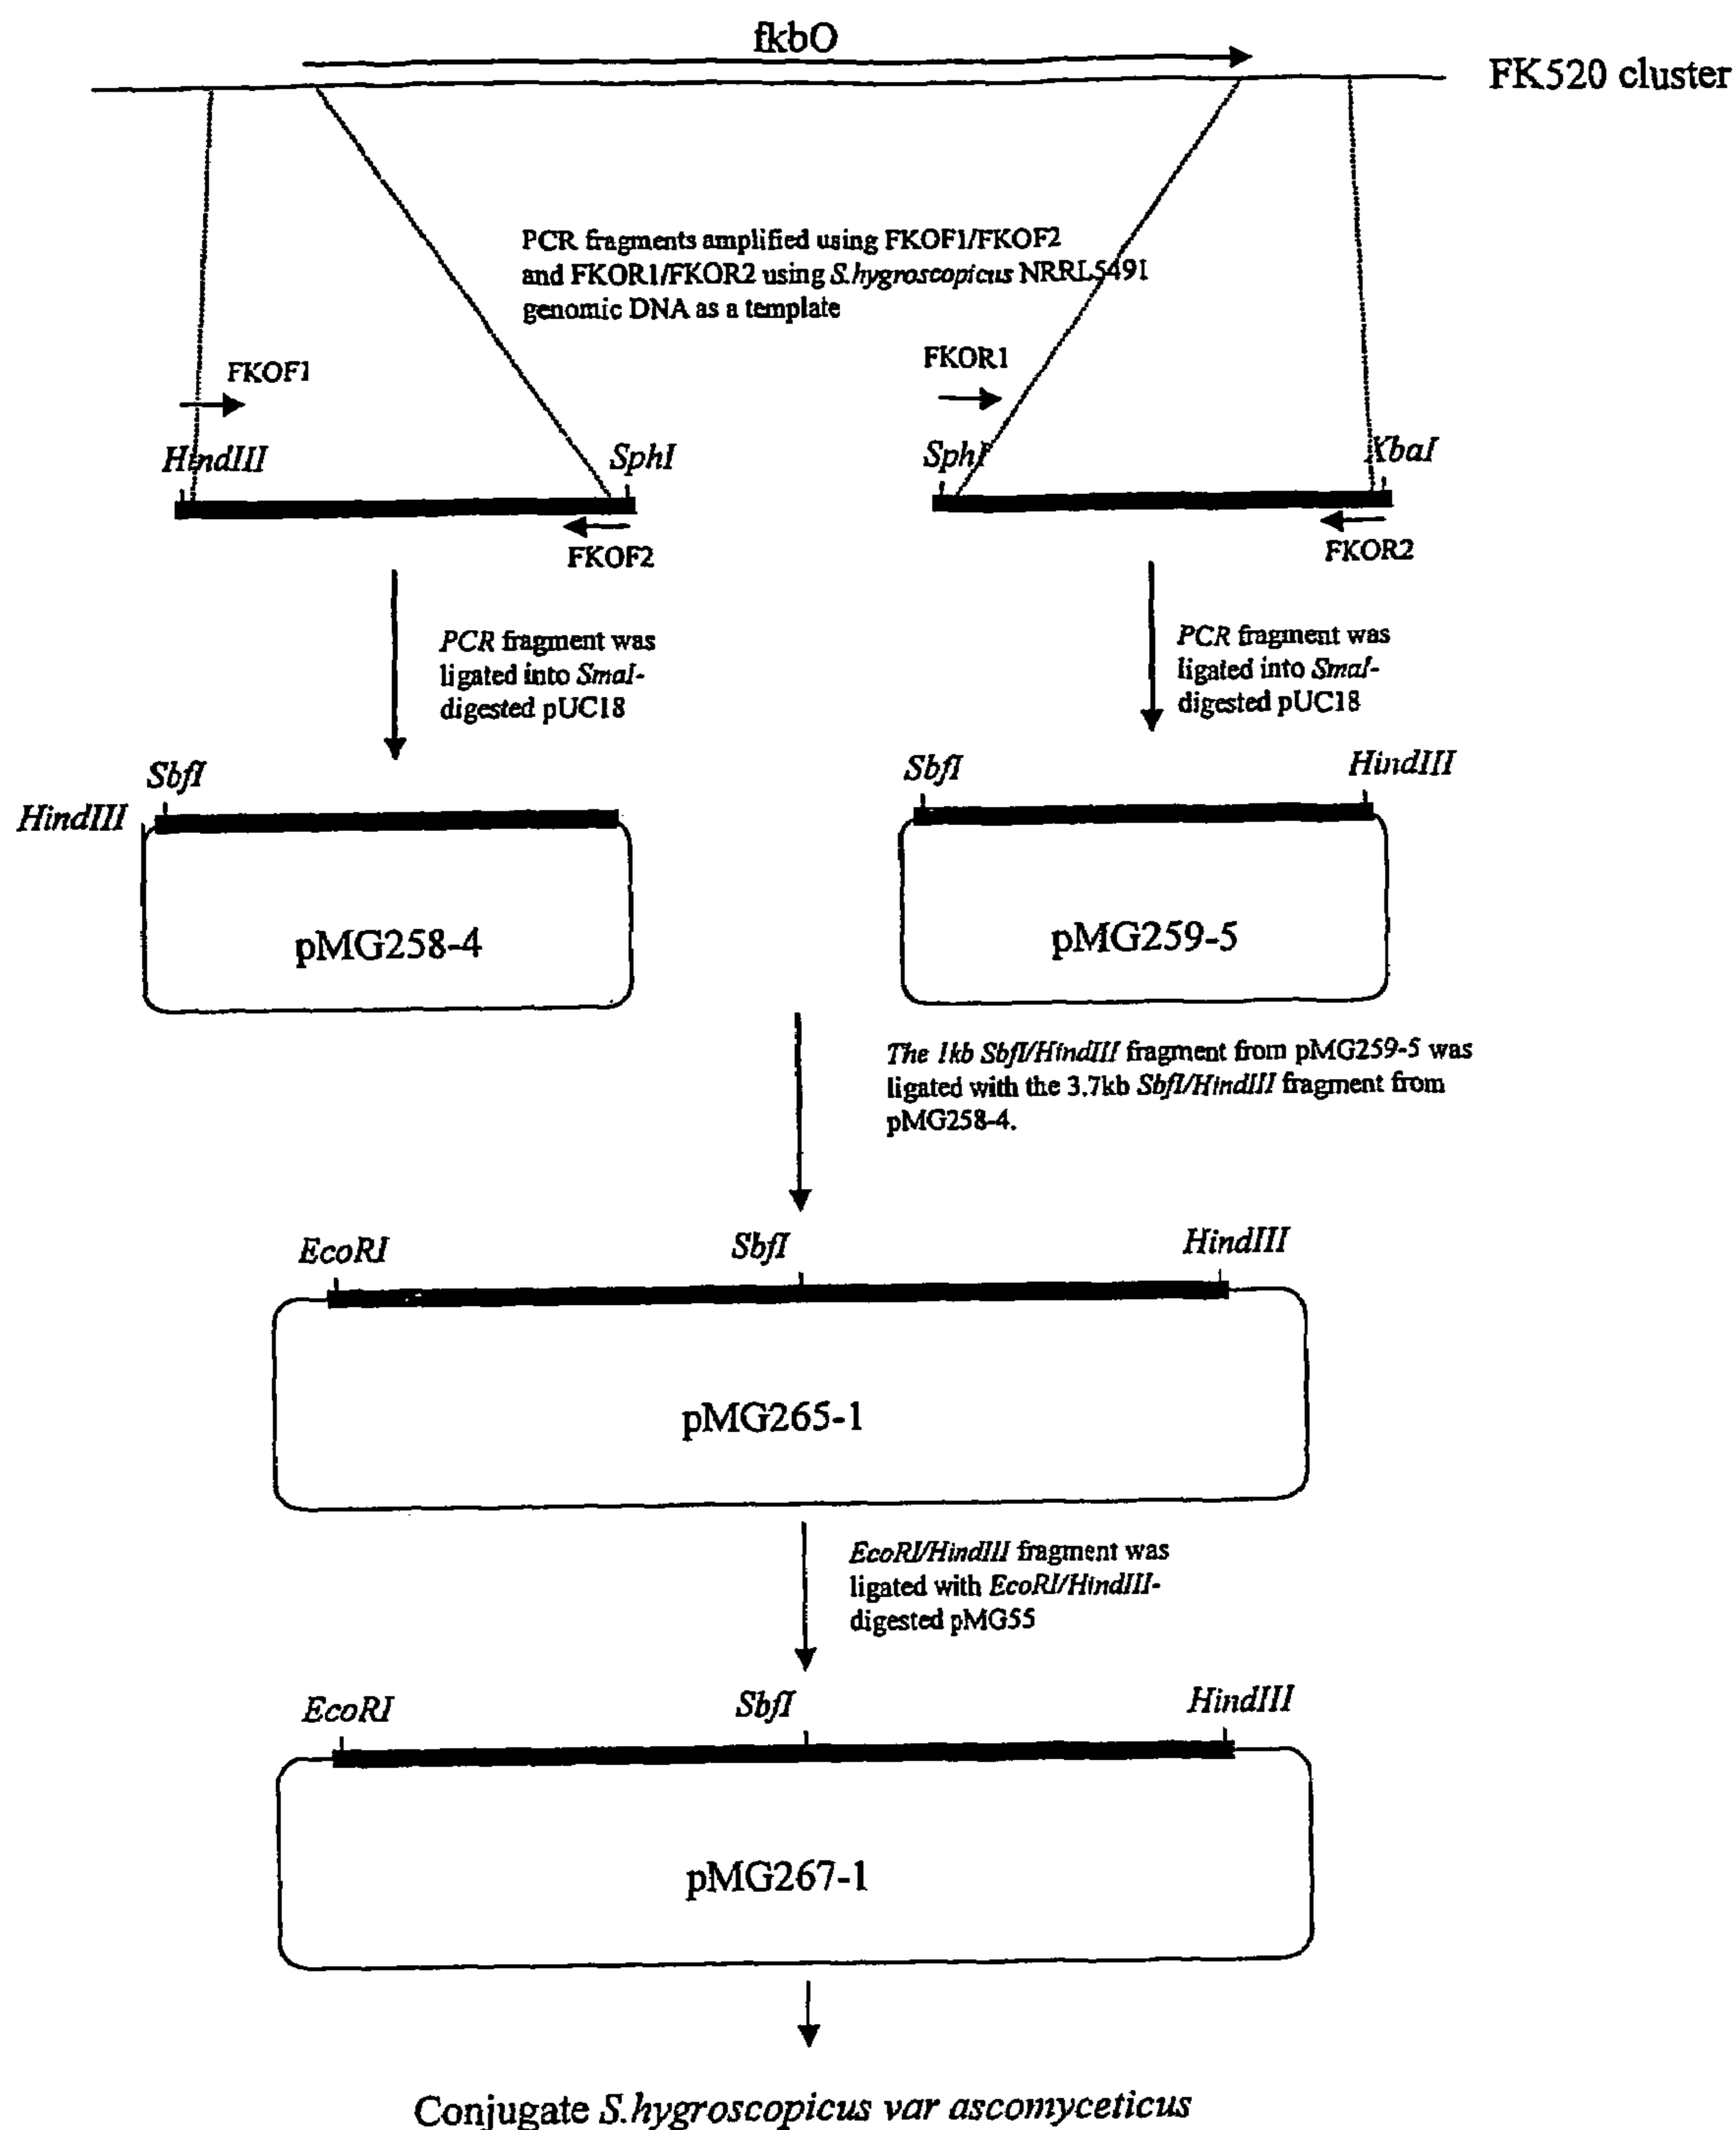 fkbO
FK520 cluster
PCR fragments amplified using FKOF1/FKOF2
and FKOR1/FKOR2 using S.hygroscopicus NRRL5491
genomic DNA as a template
FKOF1
FKOR1
HindIII
SphI
SphI
XbaI
FKOF2
FKOR2
PCR fragment was
ligated into SmaI-
digested pUC18
PCR fragment was
ligated into SmaI-
digested pUC18
SbfI
HindIII
SbfI
HindIII
pMG258-4
pMG259-5
The 1kb SbfI/HindIII fragment from pMG259-5 was
ligated with the 3.7kb SbfI/HindIII fragment from
pMG258-4.
EcoRI
SbfI
HindIII
pMG265-1
EcoRI/HindIII fragment was
ligated with EcoRI/HindIII-
digested pMG55
EcoRI
SbfI
HindIII
pMG267-1
Conjugate S.hygroscopicus var ascomyceticus